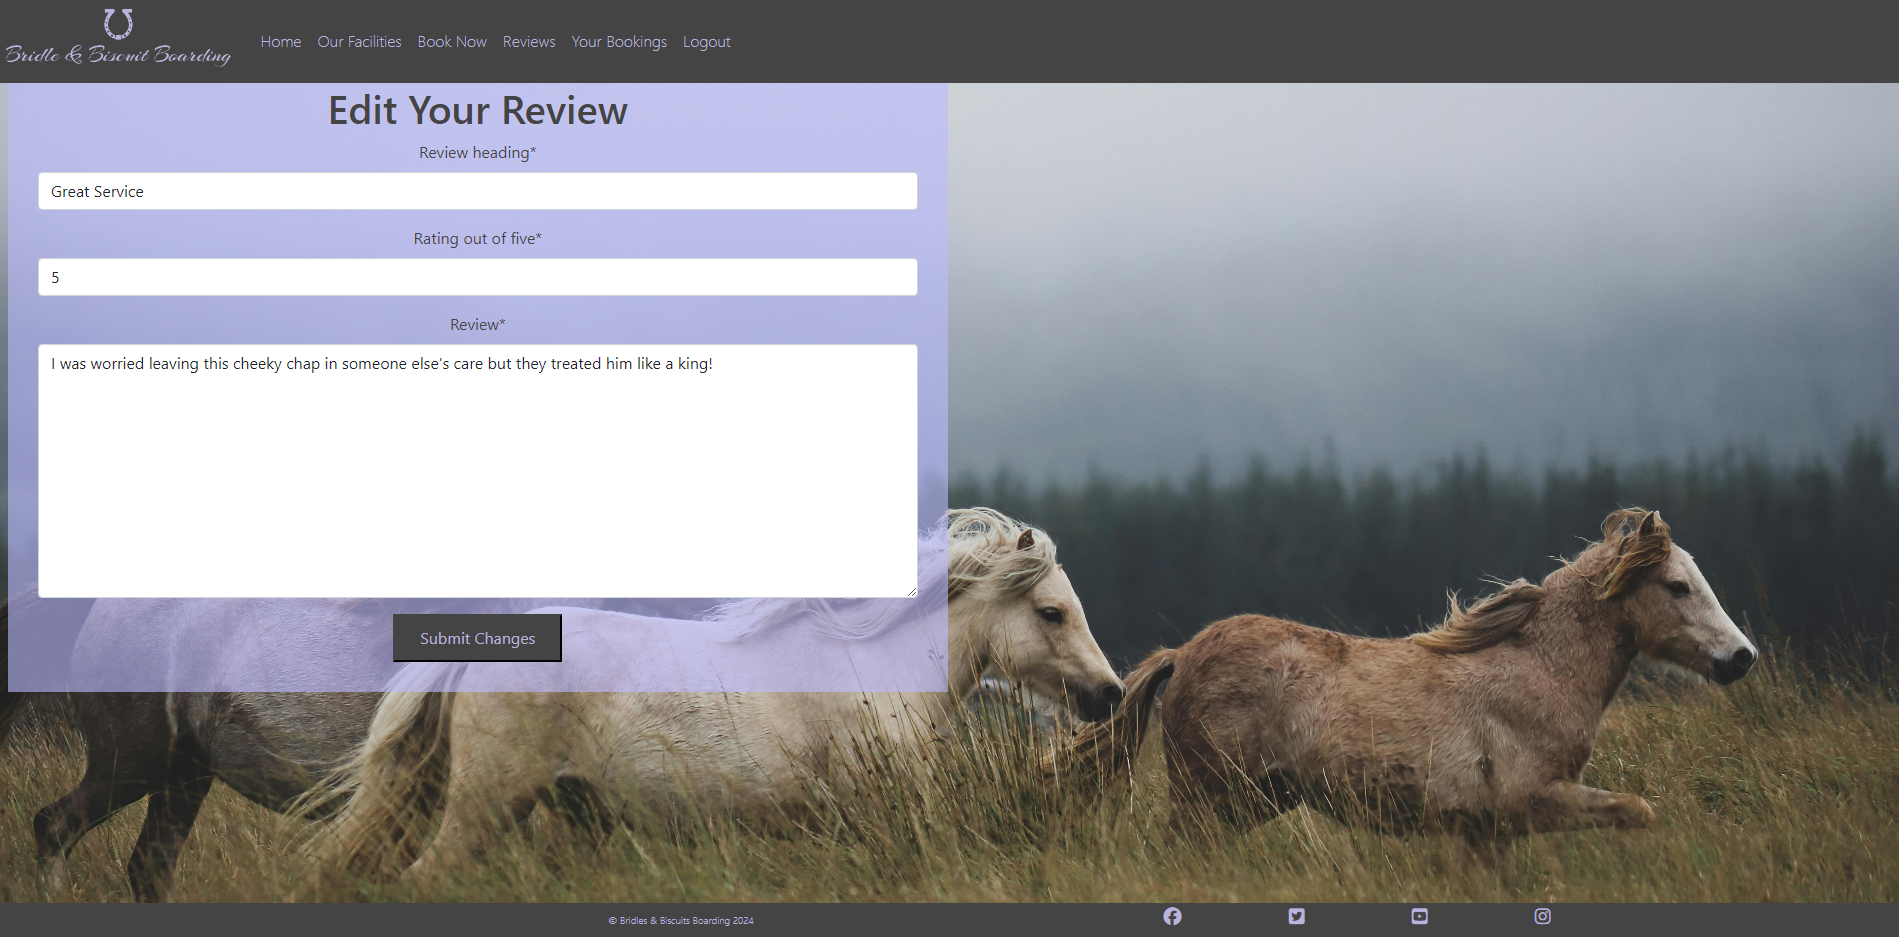 Bridle & Biscuit Boarding
Home Our Facilities Book Now Reviews Your Bookings Logout
Edit Your Review
Review heading*
Great Service
Rating out of five*
5
Review*
I was worried leaving this cheeky chap in someone else's care but they treated him like a king!
Submit Changes
© Bridles & Biscuits Boarding 2024